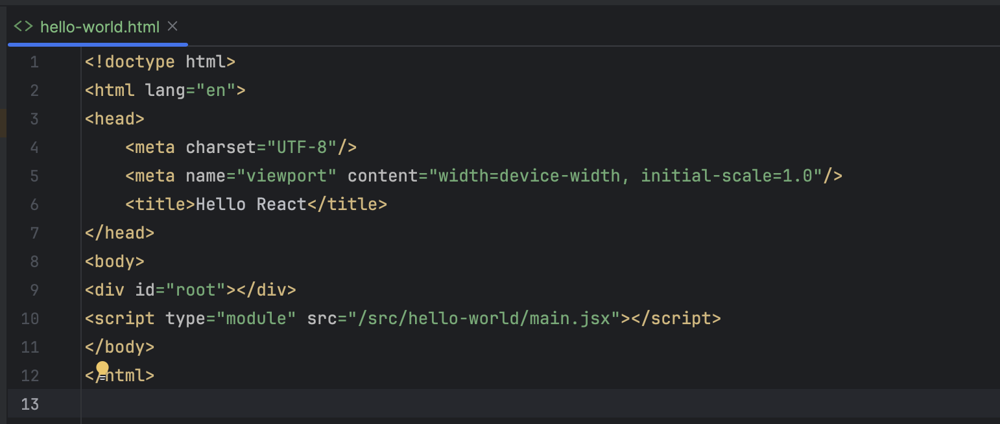 hello-world.html
1 <!doctype html>
2 <html lang="en">
3 <head>
4     <meta charset="UTF-8"/>
5     <meta name="viewport" content="width=device-width, initial-scale=1.0"/>
6     <title>Hello React</title>
7 </head>
8 <body>
9 <div id="root"></div>
10 <script type="module" src="/src/hello-world/main.jsx"></script>
11 </body>
12 </html>
13